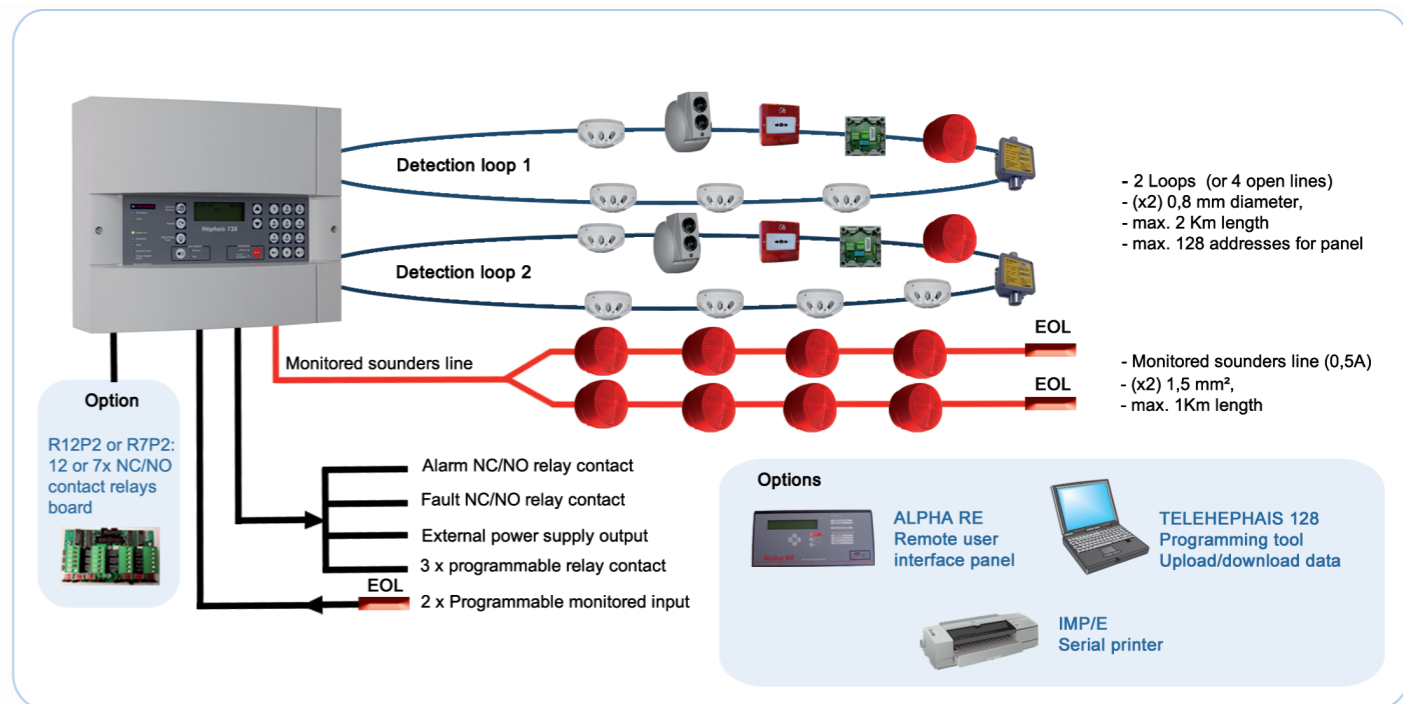 Detection loop 1
- 2 Loops  (or 4 open lines)
- (x2) 0,8 mm diameter,
- max. 2 Km length
- max. 128 addresses for panel
Héphaïs 128
Detection loop 2
EOL
Monitored sounders line
- Monitored sounders line (0,5A)
- (x2) 1,5 mm²,
- max. 1Km length
EOL
Option
R12P2 or R7P2:
12 or 7x NC/NO
contact relays
board
Alarm NC/NO relay contact
Fault NC/NO relay contact
External power supply output
3 x programmable relay contact
EOL
2 x Programmable monitored input
Options
Alpha RE
ALPHA RE
Remote user
interface panel
TELEHEPHAIS 128
Programming tool
Upload/download data
IMP/E
Serial printer